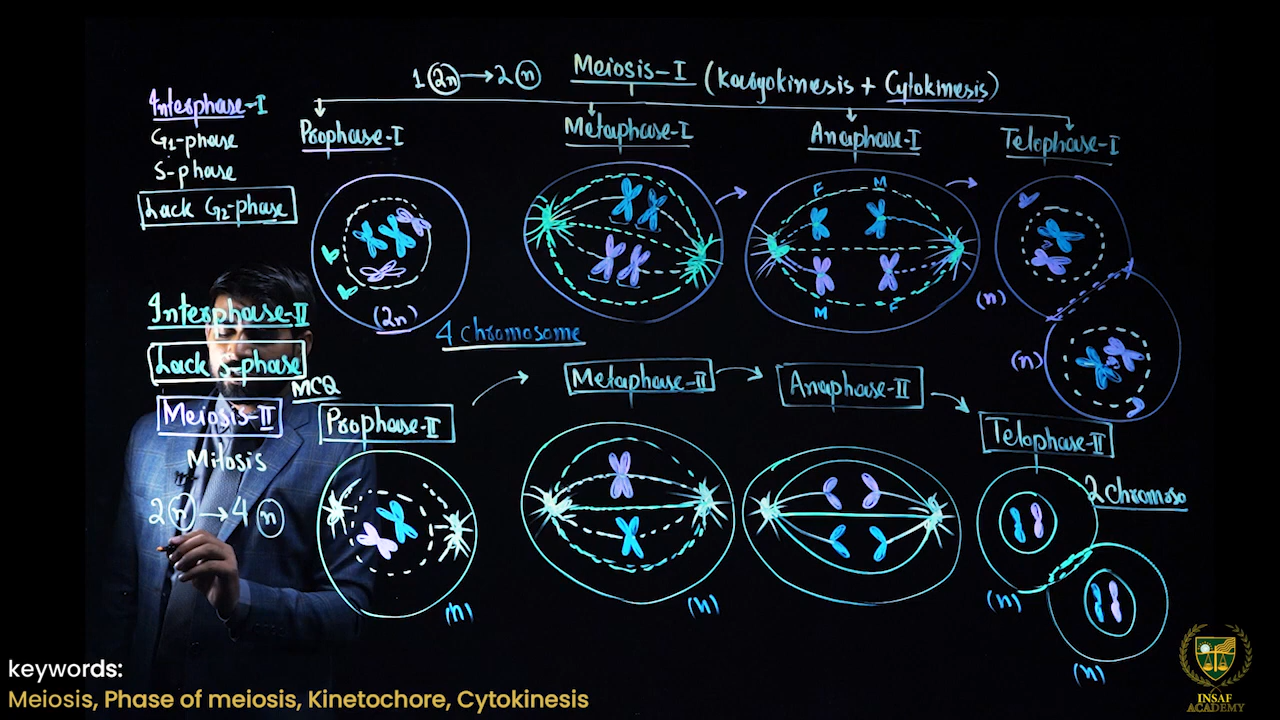 1 2n → 2 n Meiosis-I (Karyokinesis + Cytokinesis)
Interphase-I
G1-phase
S-phase
Lack G2-phase
Prophase-I
Metaphase-I
Anaphase-I
Telophase-I
F M
M F
(2n)
4 chromosome
(n)
(n)
Interphase-II
Lack S-phase
MCQ
Meiosis-II
Mitosis
2 n → 4 n
Prophase-II
Metaphase-II
Anaphase-II
Telophase-II
2 chromoso
(n)
(n)
(n)
(n)
keywords:
Meiosis, Phase of meiosis, Kinetochore, Cytokinesis
INSAF
ACADEMY